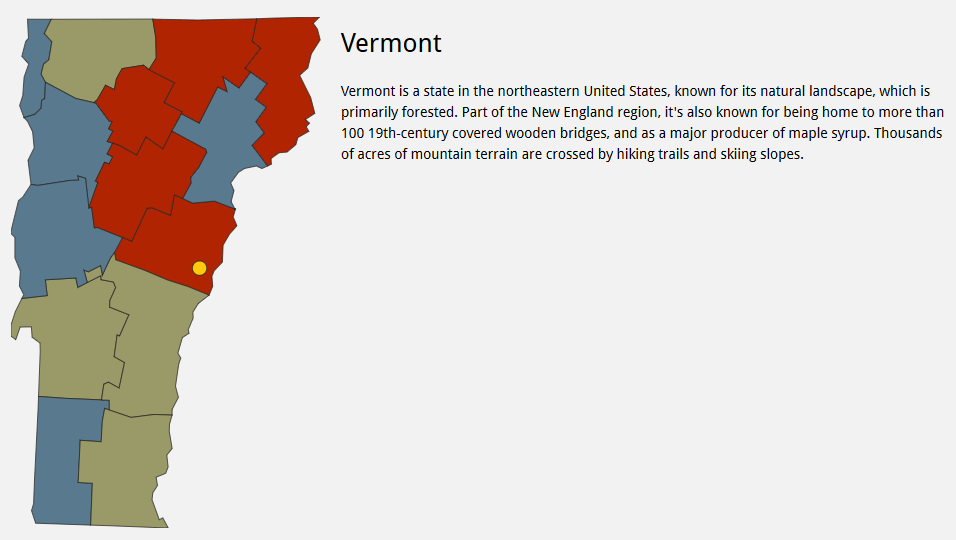 Vermont
Vermont is a state in the northeastern United States, known for its natural landscape, which is
primarily forested. Part of the New England region, it's also known for being home to more than
100 19th-century covered wooden bridges, and as a major producer of maple syrup. Thousands
of acres of mountain terrain are crossed by hiking trails and skiing slopes.